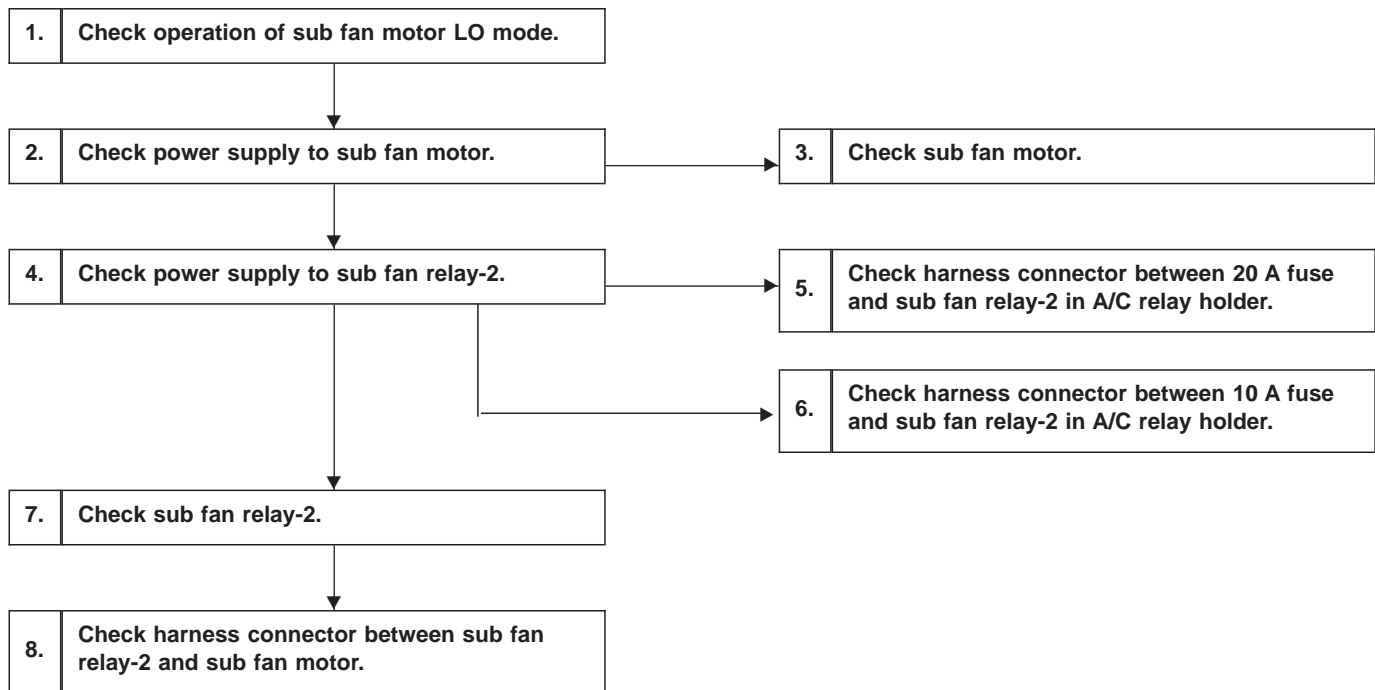 1. Check operation of sub fan motor LO mode.
2. Check power supply to sub fan motor.
3. Check sub fan motor.
4. Check power supply to sub fan relay-2.
5. Check harness connector between 20 A fuse
and sub fan relay-2 in A/C relay holder.
6. Check harness connector between 10 A fuse
and sub fan relay-2 in A/C relay holder.
7. Check sub fan relay-2.
8. Check harness connector between sub fan
relay-2 and sub fan motor.